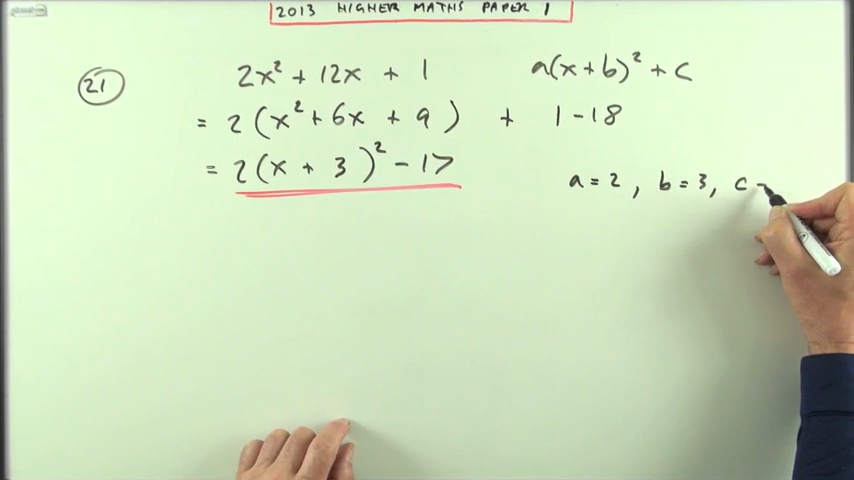 2013 HIGHER MATHS PAPER 1
21 2x² + 12x + 1 a(x + b)² + c
= 2(x² + 6x + 9) + 1 - 18
= 2(x + 3)² - 17
a = 2, b = 3, c =